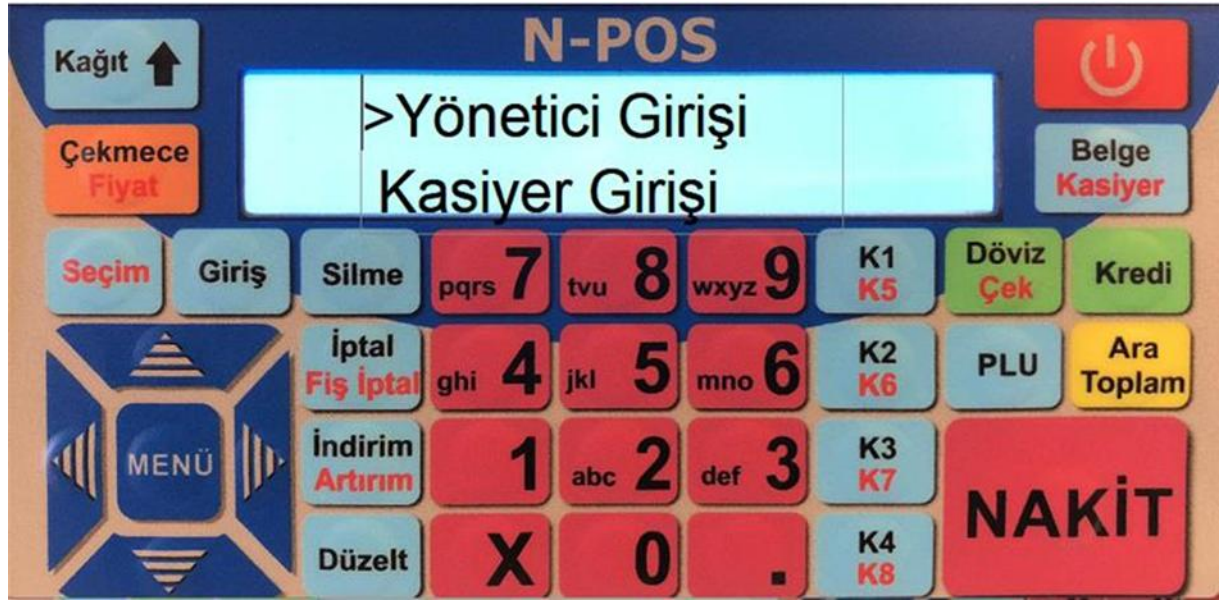 N-POS
Kağıt
>Yönetici Girişi
Kasiyer Girişi
Çekmece
Fiyat
Belge
Kasiyer
Seçim
Giriş
Silme
pqrs 7
tvu 8
wxyz 9
K1
K5
Döviz
Çek
Kredi
İptal
Fiş İptal
ghi 4
jkl 5
mno 6
K2
K6
PLU
Ara
Toplam
MENÜ
İndirim
Artırım
1
abc 2
def 3
K3
K7
NAKİT
Düzelt
X
0
.
K4
K8